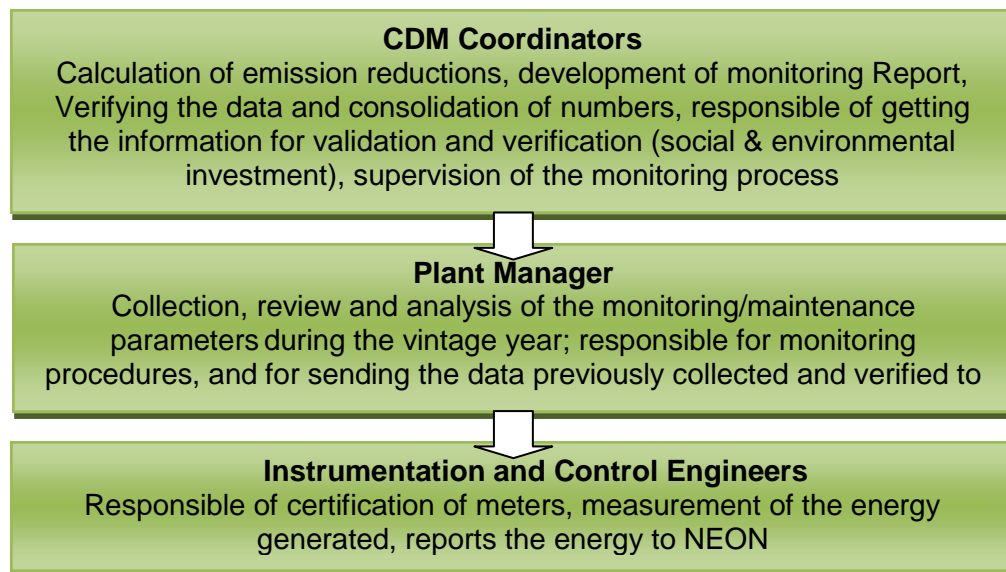 CDM Coordinators
Calculation of emission reductions, development of monitoring Report,
Verifying the data and consolidation of numbers, responsible of getting
the information for validation and verification (social & environmental
investment), supervision of the monitoring process
Plant Manager
Collection, review and analysis of the monitoring/maintenance
parameters during the vintage year; responsible for monitoring
procedures, and for sending the data previously collected and verified to
Instrumentation and Control Engineers
Responsible of certification of meters, measurement of the energy
generated, reports the energy to NEON